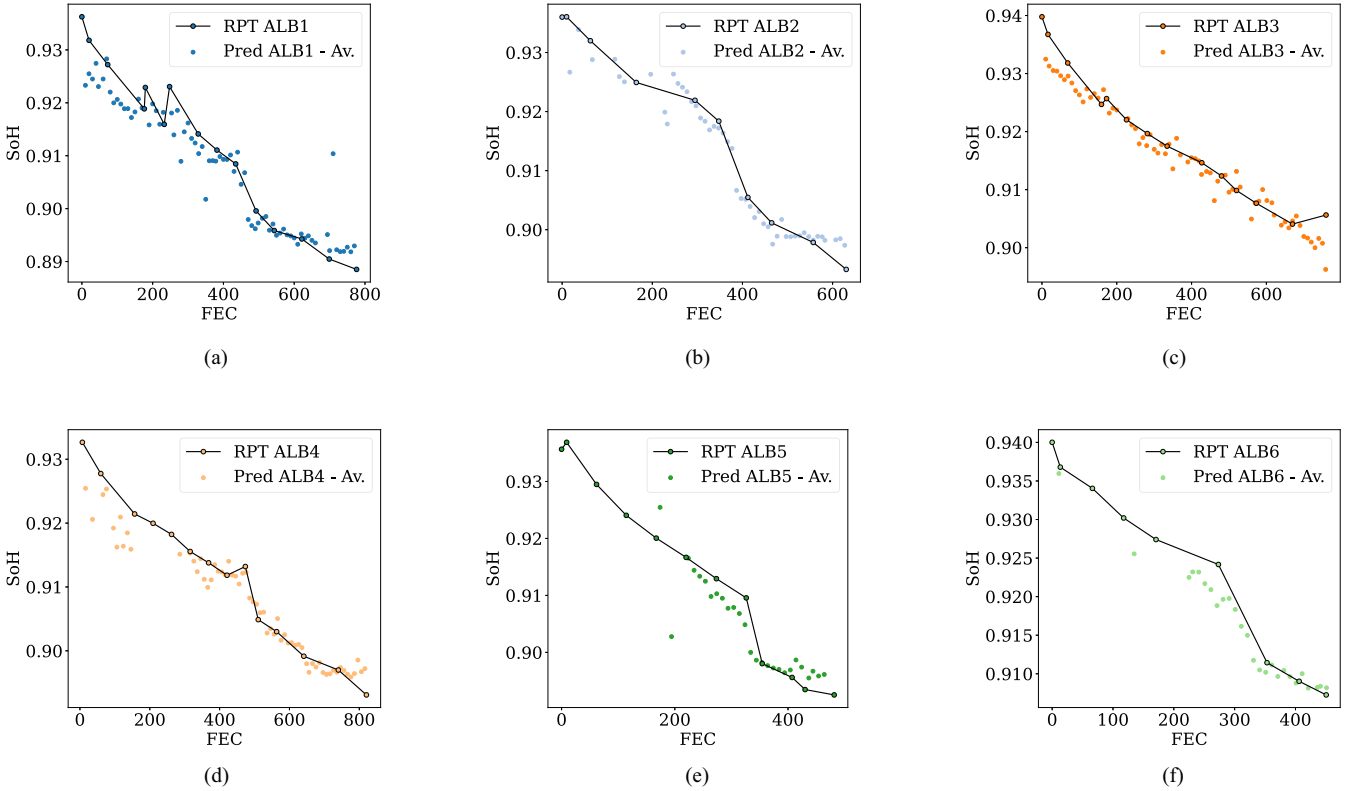 RPT ALB1
Pred ALB1 - Av.
SoH
0.93
0.92
0.91
0.90
0.89
0 200 400 600 800
FEC
(a)
RPT ALB2
Pred ALB2 - Av.
SoH
0.93
0.92
0.91
0.90
0 200 400 600
FEC
(b)
RPT ALB3
Pred ALB3 - Av.
SoH
0.94
0.93
0.92
0.91
0.90
0 200 400 600
FEC
(c)
RPT ALB4
Pred ALB4 - Av.
SoH
0.93
0.92
0.91
0.90
0 200 400 600 800
FEC
(d)
RPT ALB5
Pred ALB5 - Av.
SoH
0.93
0.92
0.91
0.90
0 200 400
FEC
(e)
RPT ALB6
Pred ALB6 - Av.
SoH
0.940
0.935
0.930
0.925
0.920
0.915
0.910
0 100 200 300 400
FEC
(f)